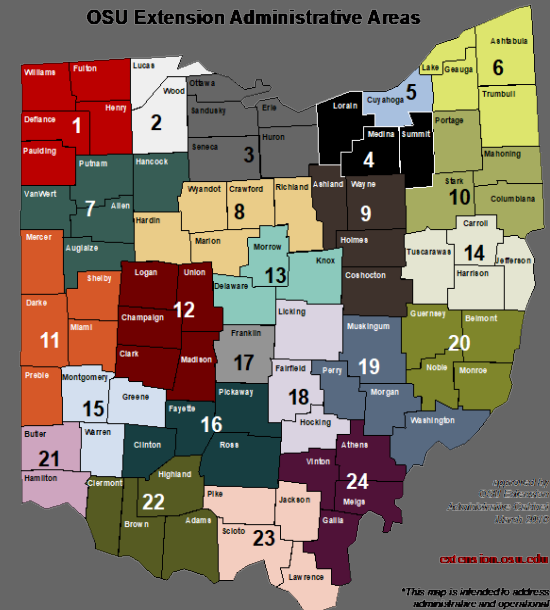 OSU Extension Administrative Areas
Williams
Fulton
Lucas
Wood
Ottawa
Sandusky
Erie
Huron
Seneca
Lorain
Cuyahoga
Lake
Geauga
Ashtabula
Trumbull
Defiance
Henry
Paulding
Putnam
Hancock
Medina
Summit
Portage
Mahoning
VanWert
Allen
Hardin
Wyandot
Crawford
Richland
Ashland
Wayne
Stark
Columbiana
Mercer
Auglaize
Marion
Morrow
Knox
Holmes
Tuscarawas
Carroll
Harrison
Jefferson
Shelby
Logan
Union
Delaware
Coshocton
Darke
Miami
Champaign
Licking
Muskingum
Guernsey
Belmont
Clark
Madison
Franklin
Preble
Montgomery
Greene
Fayette
Pickaway
Fairfield
Perry
Morgan
Noble
Monroe
Butler
Warren
Clinton
Ross
Hocking
Athens
Washington
Hamilton
Clermont
Highland
Vinton
Meigs
Brown
Adams
Pike
Jackson
Gallia
Scioto
Lawrence
1
2
3
4
5
6
7
8
9
10
11
12
13
14
15
16
17
18
19
20
21
22
23
24
approved by
OSU Extension
Administrative Cabinet
extension.osu.edu
*This map is intended to address
administrative and operational